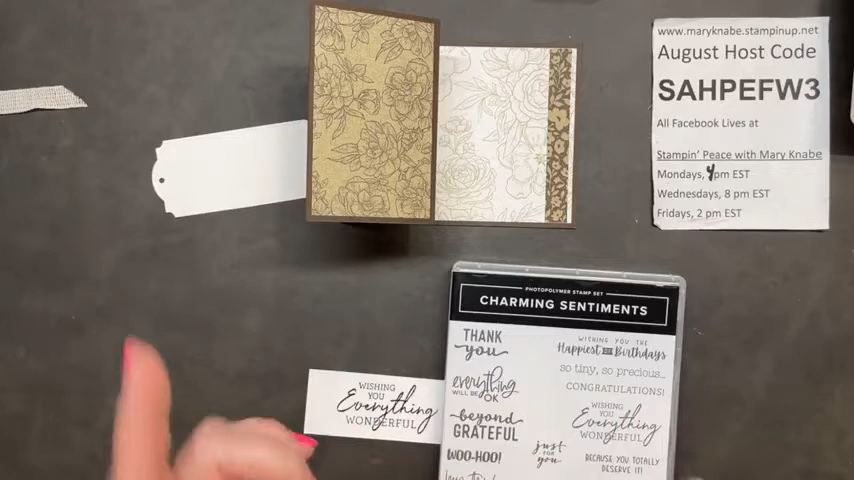 www.maryknabe.stampinup.net
August Host Code
SAHPEFW3
All Facebook Lives at
Stampin' Peace with Mary Knabe
Mondays, 4pm EST
Wednesdays, 8 pm EST
Fridays, 2 pm EST
PHOTOPOLYMER STAMP SET
CHARMING SENTIMENTS
THANK
you
everything
WILL BE OK
beyond
GRATEFUL
WOO-HOO!
WISHING YOU THE
Happiest OF Birthdays
so tiny, so precious...
CONGRATULATIONS!
WISHING
YOU
Everything
WONDERFUL
just
FOR
you
BECAUSE YOU TOTALLY
DESERVE IT!
WISHING
YOU
Everything
WONDERFUL